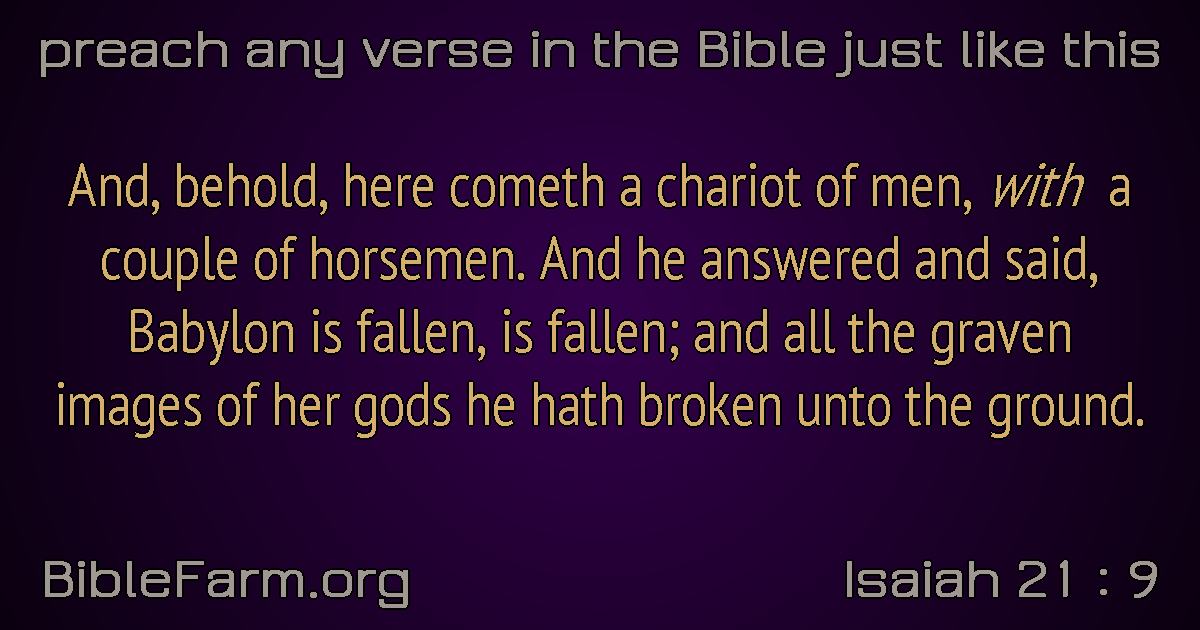 preach any verse in the Bible just like this
And, behold, here cometh a chariot of men, with a
couple of horsemen. And he answered and said,
Babylon is fallen, is fallen; and all the graven
images of her gods he hath broken unto the ground.
BibleFarm.org
Isaiah 21 : 9